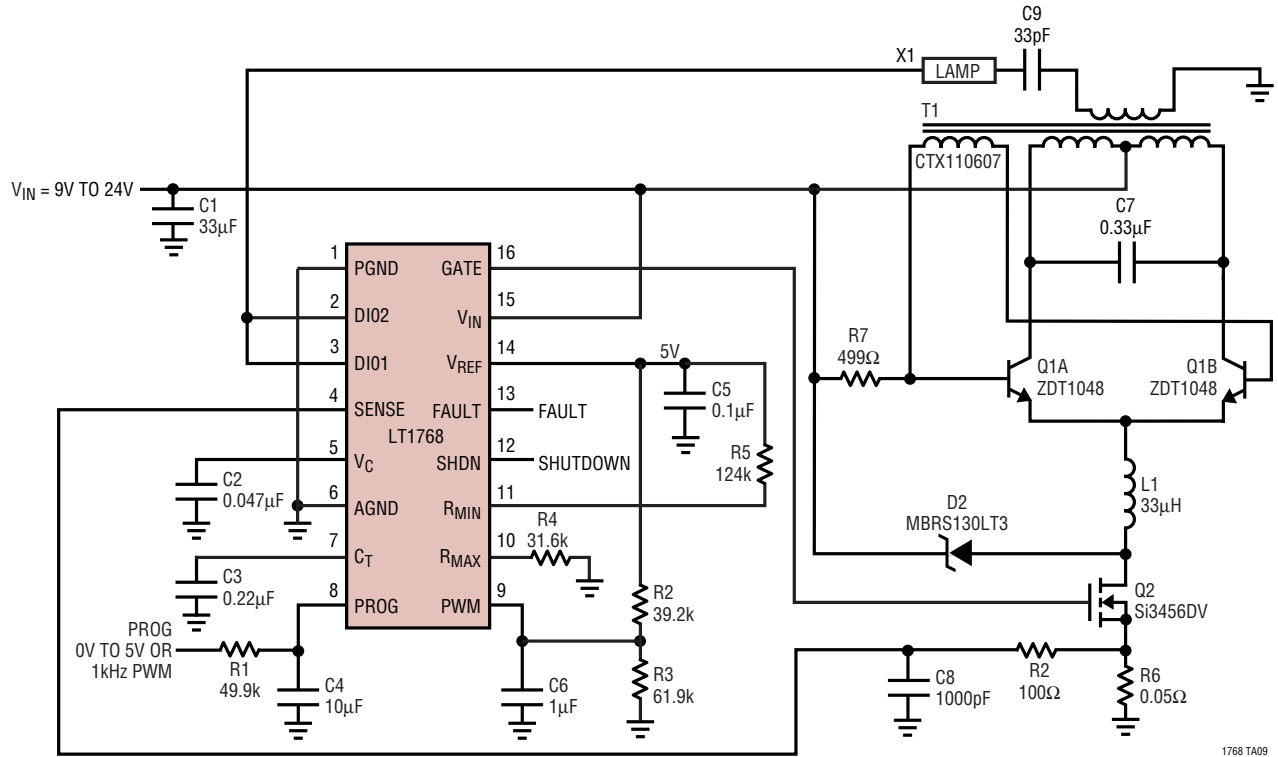 C9
33pF
X1
LAMP
T1
CTX110607
V_IN = 9V TO 24V
C1
33µF
C7
0.33µF
1
PGND
GATE
16
2
DI02
V_IN
15
3
DI01
V_REF
14
5V
4
SENSE
FAULT
13
FAULT
LT1768
5
V_C
SHDN
12
SHUTDOWN
6
AGND
R_MIN
11
7
C_T
R_MAX
10
8
PROG
PWM
9
R7
499Ω
Q1A
ZDT1048
Q1B
ZDT1048
C5
0.1µF
R5
124k
C2
0.047µF
L1
33µH
D2
MBRS130LT3
R4
31.6k
C3
0.22µF
R2
39.2k
Q2
Si3456DV
PROG
0V TO 5V OR
1kHz PWM
R1
49.9k
C4
10µF
C6
1µF
R3
61.9k
C8
1000pF
R2
100Ω
R6
0.05Ω
1768 TA09